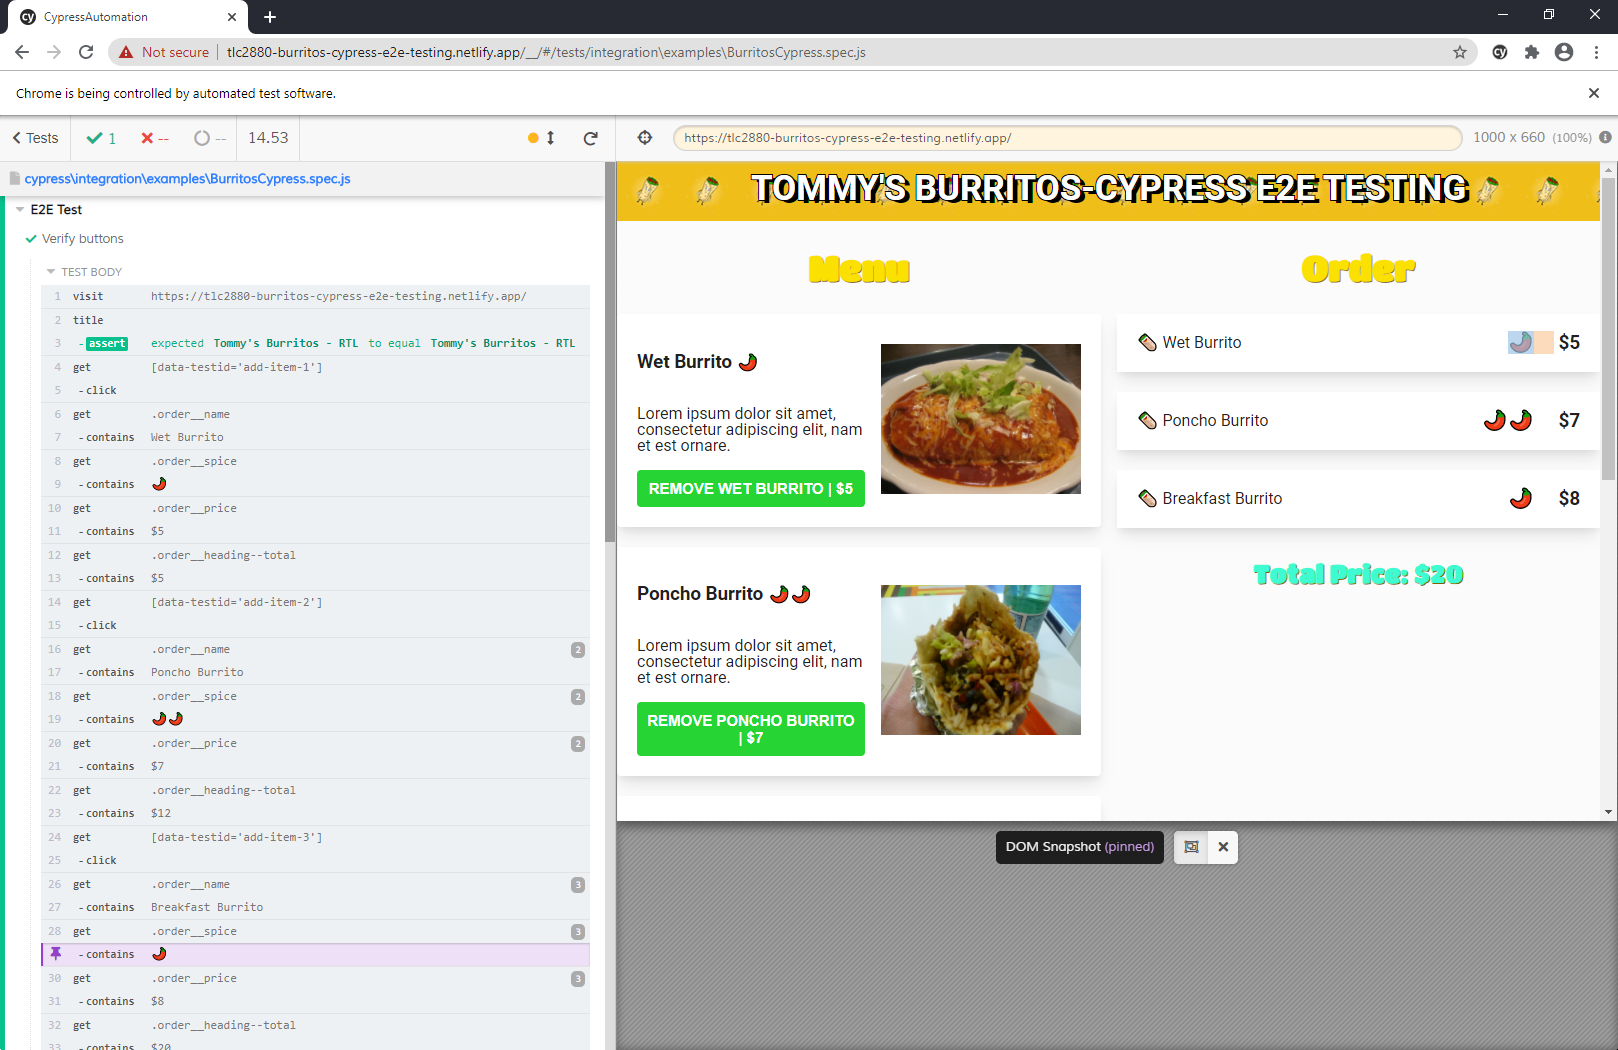 CypressAutomation
Not secure | tlc2880-burritos-cypress-e2e-testing.netlify.app/__/#/tests/integration\examples\BurritosCypress.spec.js
Chrome is being controlled by automated test software.
Tests 1 -- -- 14.53
https://tlc2880-burritos-cypress-e2e-testing.netlify.app/ 1000 x 660 (100%)
cypress\integration\examples\BurritosCypress.spec.js
E2E Test
Verify buttons
TEST BODY
1 visit https://tlc2880-burritos-cypress-e2e-testing.netlify.app/
2 title
3 -assert expected Tommy's Burritos - RTL to equal Tommy's Burritos - RTL
4 get [data-testid='add-item-1']
5 -click
6 get .order__name
7 -contains Wet Burrito
8 get .order__spice
9 -contains 🌶
10 get .order__price
11 -contains $5
12 get .order__heading--total
13 -contains $5
14 get [data-testid='add-item-2']
15 -click
16 get .order__name 2
17 -contains Poncho Burrito
18 get .order__spice 2
19 -contains 🌶🌶
20 get .order__price 2
21 -contains $7
22 get .order__heading--total
23 -contains $12
24 get [data-testid='add-item-3']
25 -click
26 get .order__name 3
27 -contains Breakfast Burrito
28 get .order__spice 3
-contains 🌶
30 get .order__price 3
31 -contains $8
32 get .order__heading--total
33 -contains $20
TOMMY'S BURRITOS-CYPRESS E2E TESTING
Menu
Wet Burrito 🌶
Lorem ipsum dolor sit amet,
consectetur adipiscing elit, nam
et est ornare.
REMOVE WET BURRITO | $5
Poncho Burrito 🌶🌶
Lorem ipsum dolor sit amet,
consectetur adipiscing elit, nam
et est ornare.
REMOVE PONCHO BURRITO
| $7
Order
Wet Burrito 🌶 $5
Poncho Burrito 🌶🌶 $7
Breakfast Burrito 🌶 $8
Total Price: $20
DOM Snapshot (pinned)